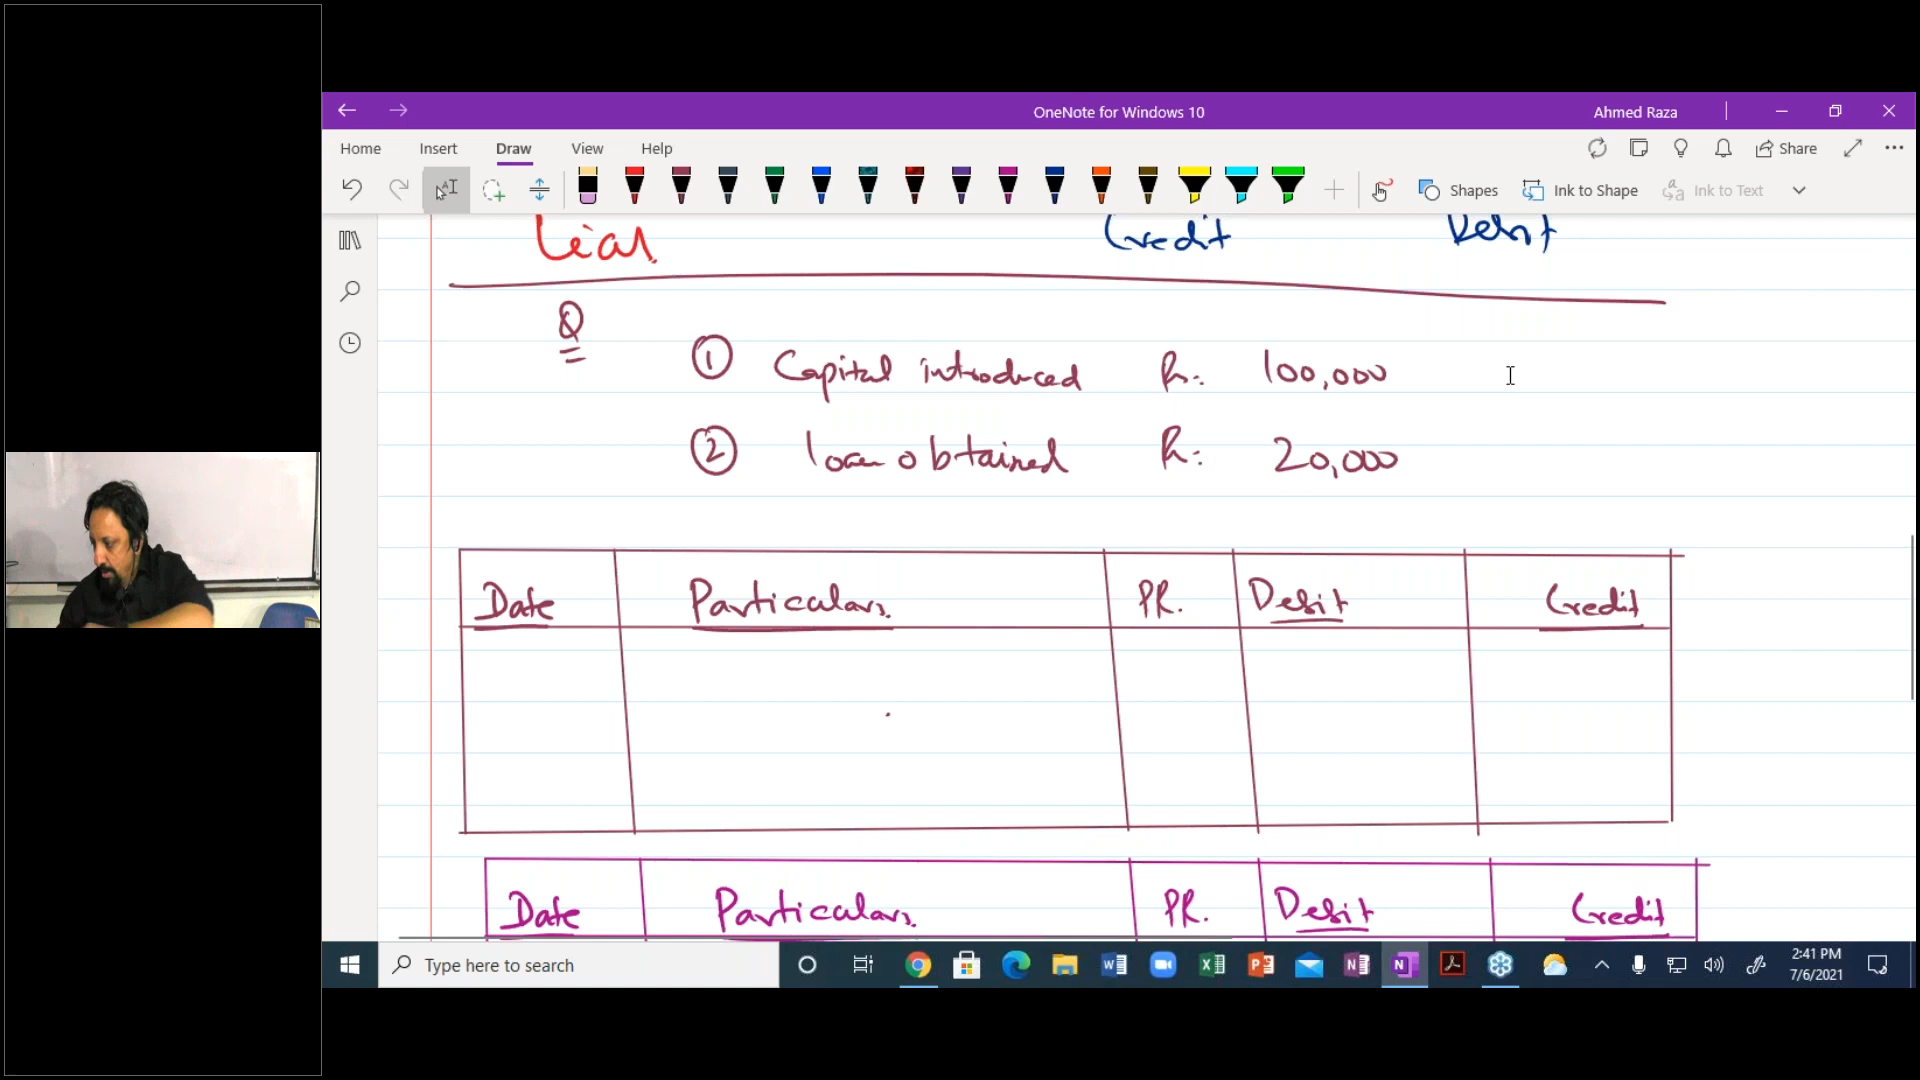 OneNote for Windows 10
Ahmed Raza
Home Insert Draw View Help
Share
Shapes Ink to Shape Ink to Text
Liab. Credit Debit
Q
① Capital introduced Rs. 100,000
② loan obtained Rs. 20,000
Date Particulars. PR. Debit Credit
Date Particulars. PR. Debit Credit
Type here to search
2:41 PM
7/6/2021